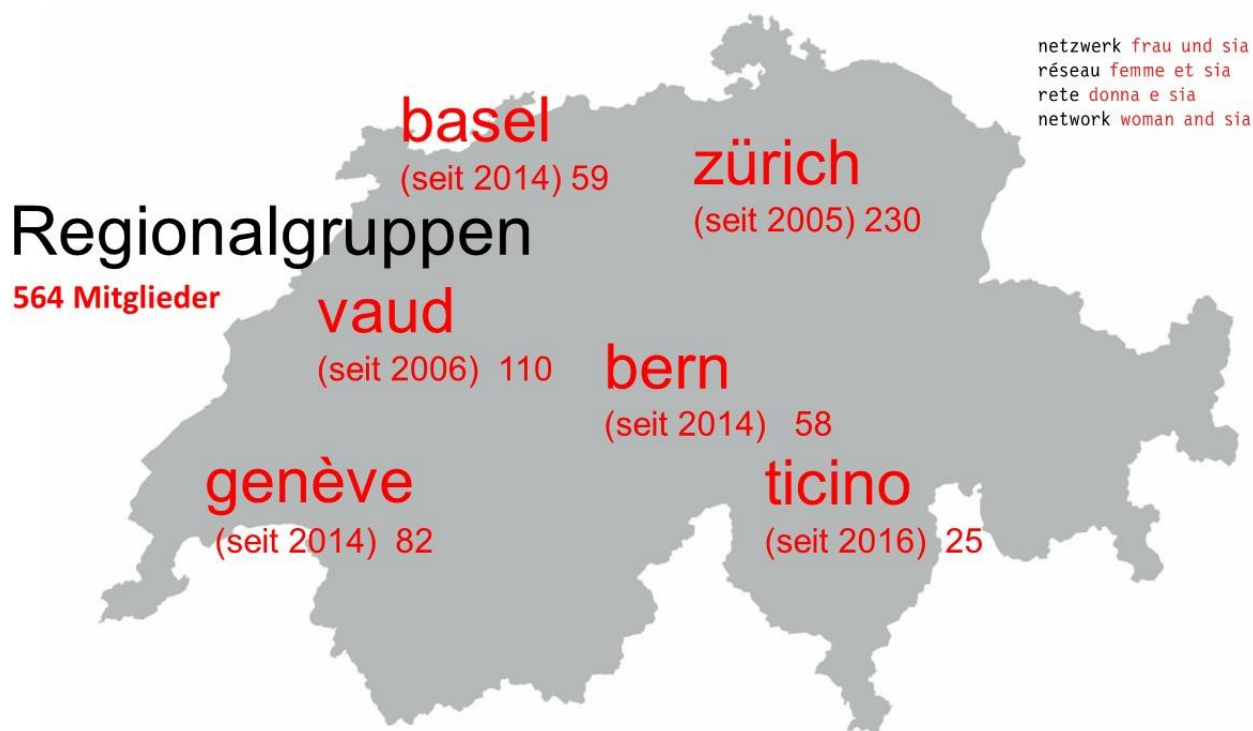 netzwerk frau und sia
réseau femme et sia
rete donna e sia
network woman and sia
basel
(seit 2014) 59
zürich
(seit 2005) 230
Regionalgruppen
564 Mitglieder
vaud
(seit 2006) 110
bern
(seit 2014) 58
genève
(seit 2014) 82
ticino
(seit 2016) 25